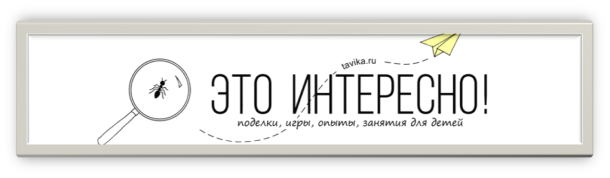 tavika.ru
ЭТО ИНТЕРЕСНО!
поделки, игры, опыты, занятия для детей